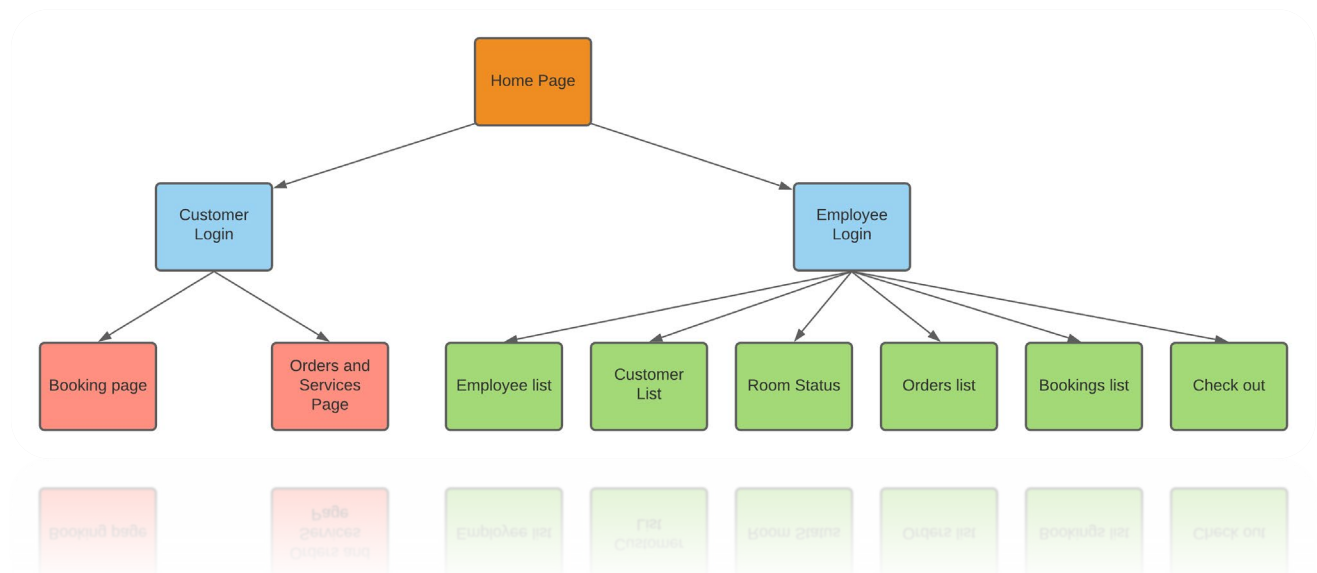 Home Page
Customer
Login
Employee
Login
Booking page
Orders and
Services
Page
Employee list
Customer
List
Room Status
Orders list
Bookings list
Check out